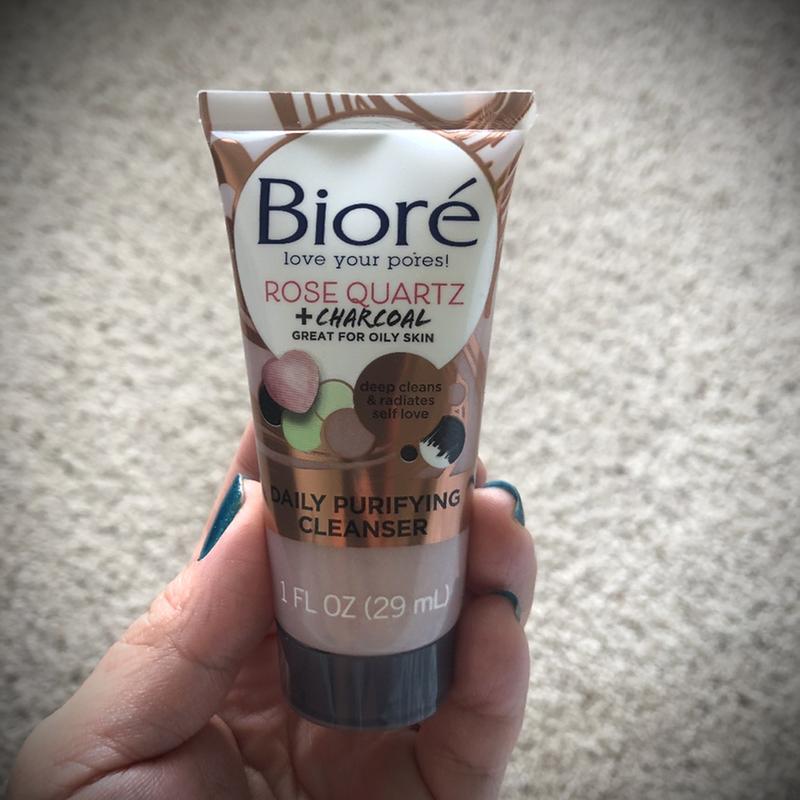 Bioré
love your pores!
ROSE QUARTZ
+CHARCOAL
GREAT FOR OILY SKIN
deep cleans
& radiates
self love
DAILY PURIFYING
CLEANSER
1 FL OZ (29 mL)